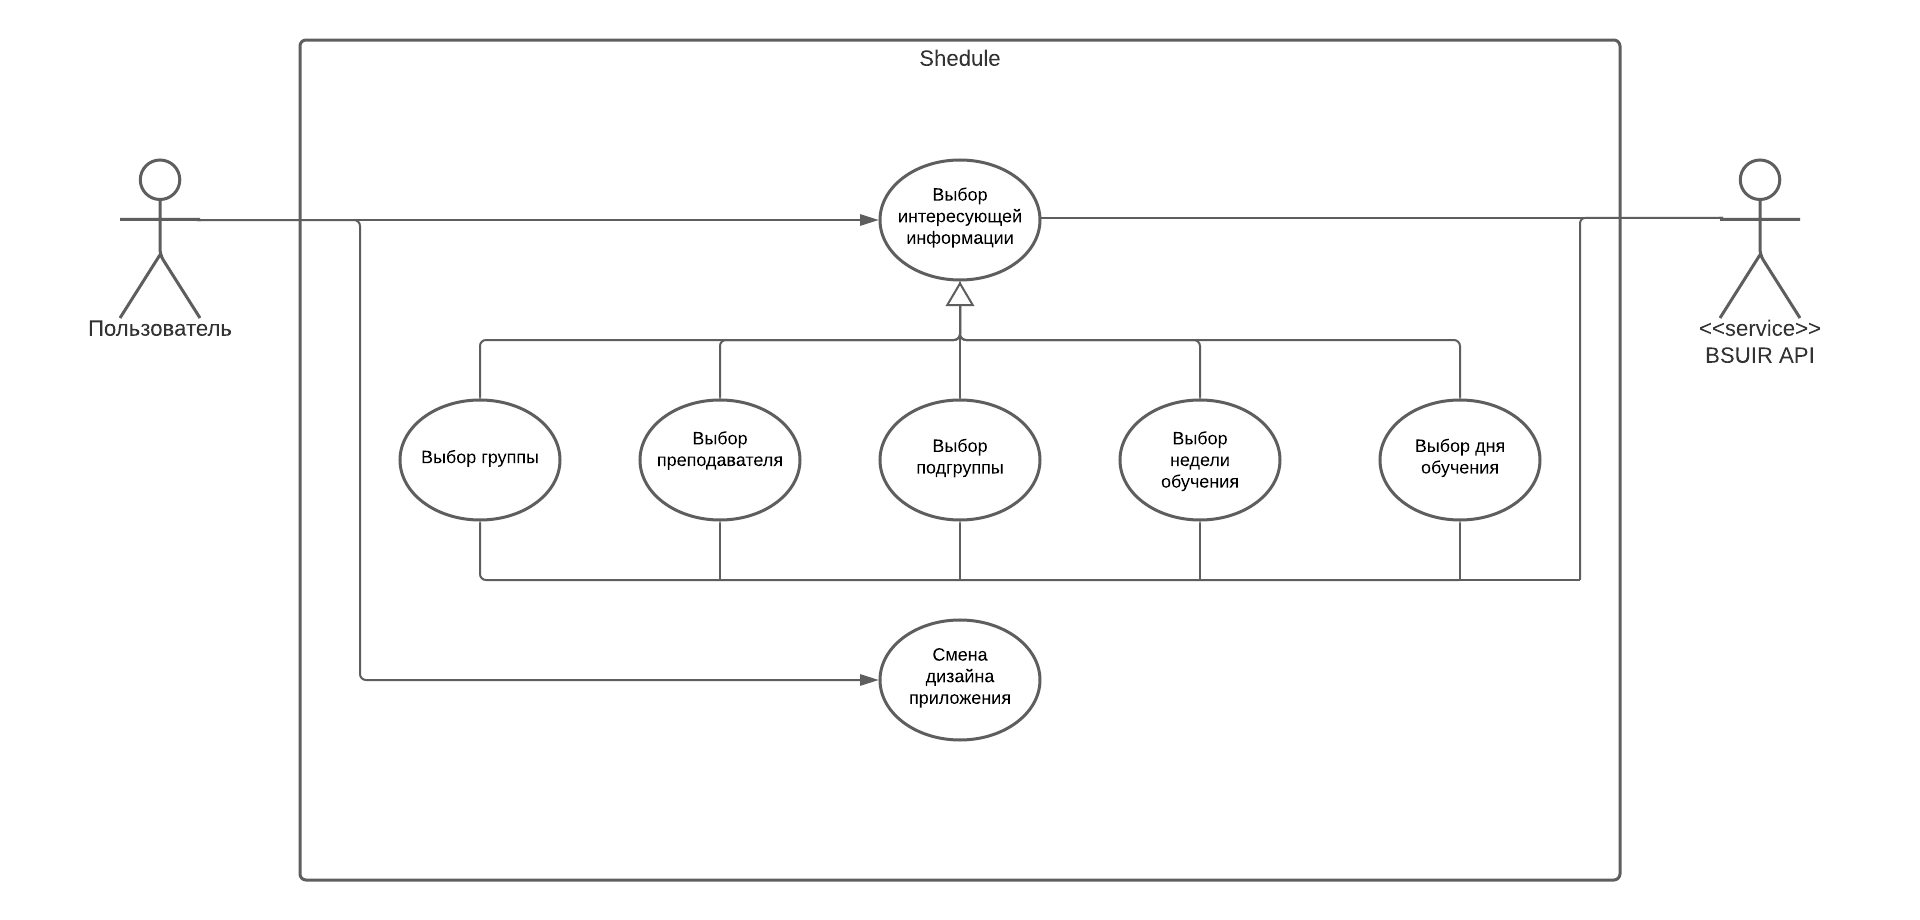 Shedule
Выбор
интересующей
информации
Пользователь
<<service>>
BSUIR API
Выбор группы
Выбор
преподавателя
Выбор
подгруппы
Выбор
недели
обучения
Выбор дня
обучения
Смена
дизайна
приложения